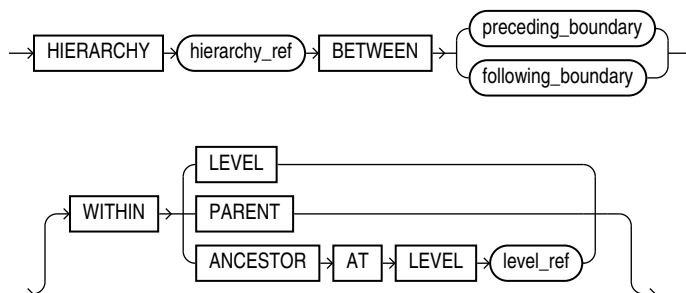 HIERARCHY hierarchy_ref BETWEEN preceding_boundary
following_boundary
LEVEL
WITHIN PARENT
ANCESTOR AT LEVEL level_ref